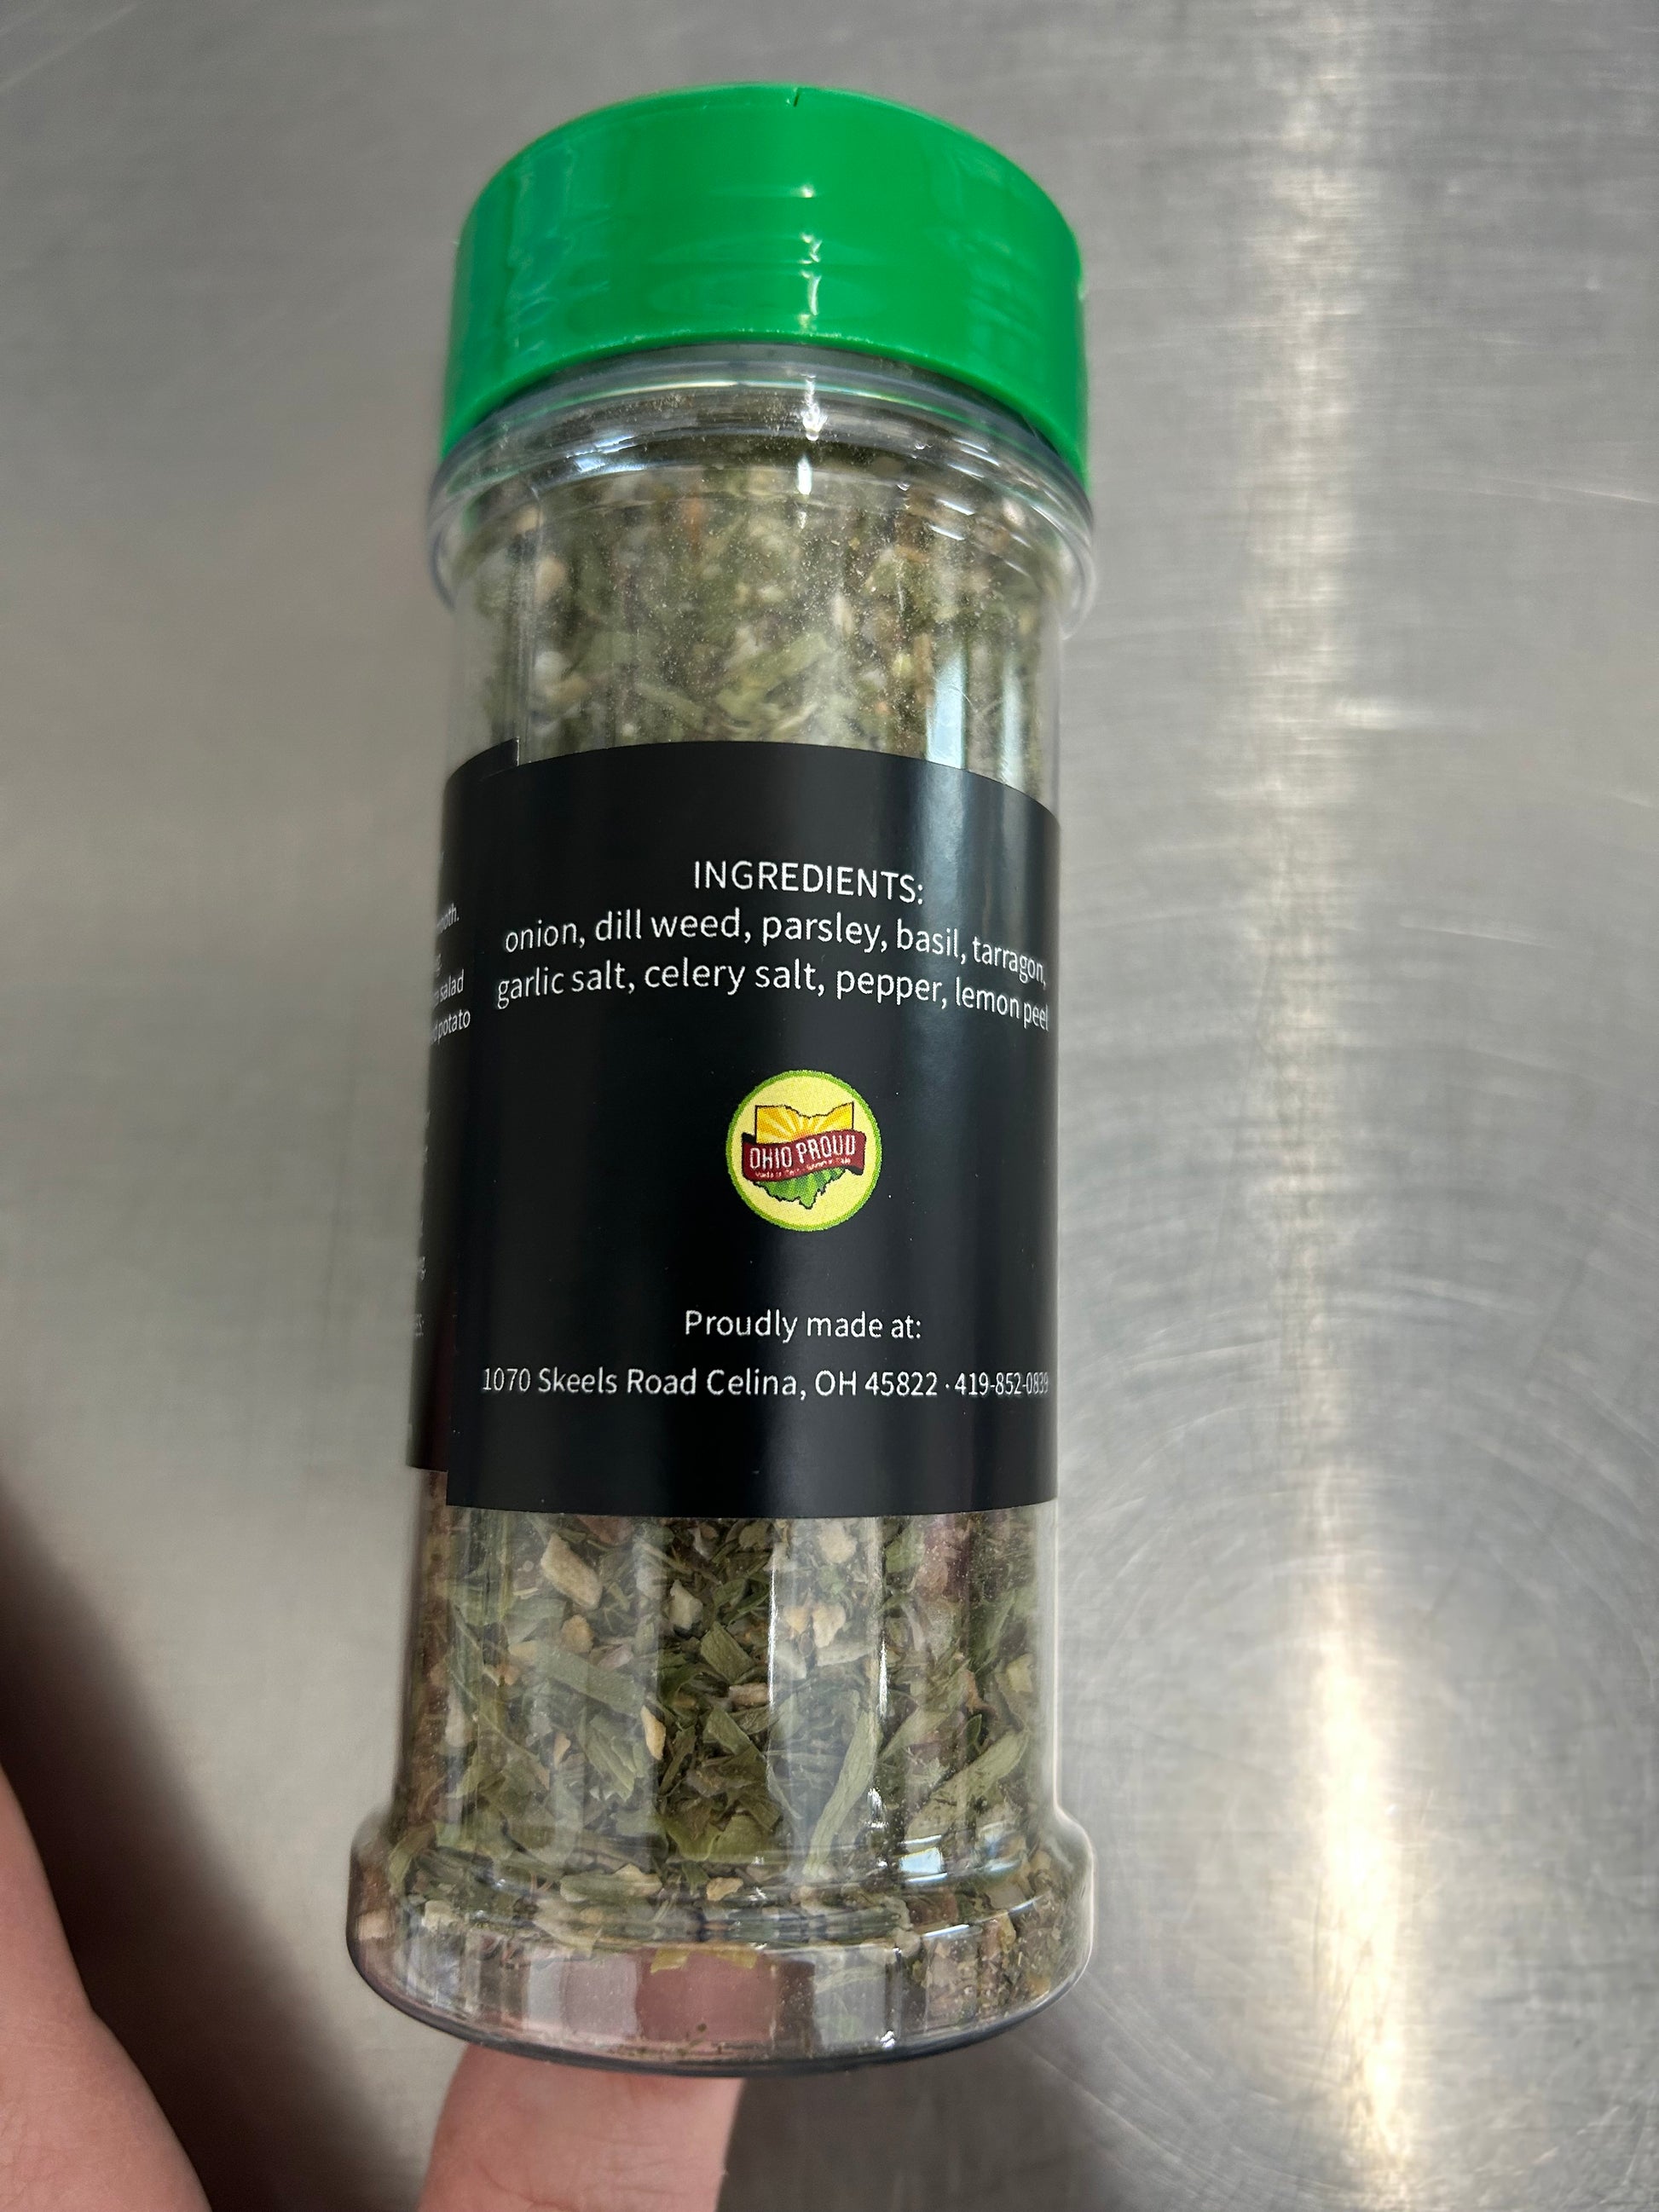 INGREDIENTS:
onion, dill weed, parsley, basil, tarragon,
garlic salt, celery salt, pepper, lemon peel
OHIO PROUD
Proudly made at:
1070 Skeels Road Celina, OH 45822 · 419-852-0839
salad
potato